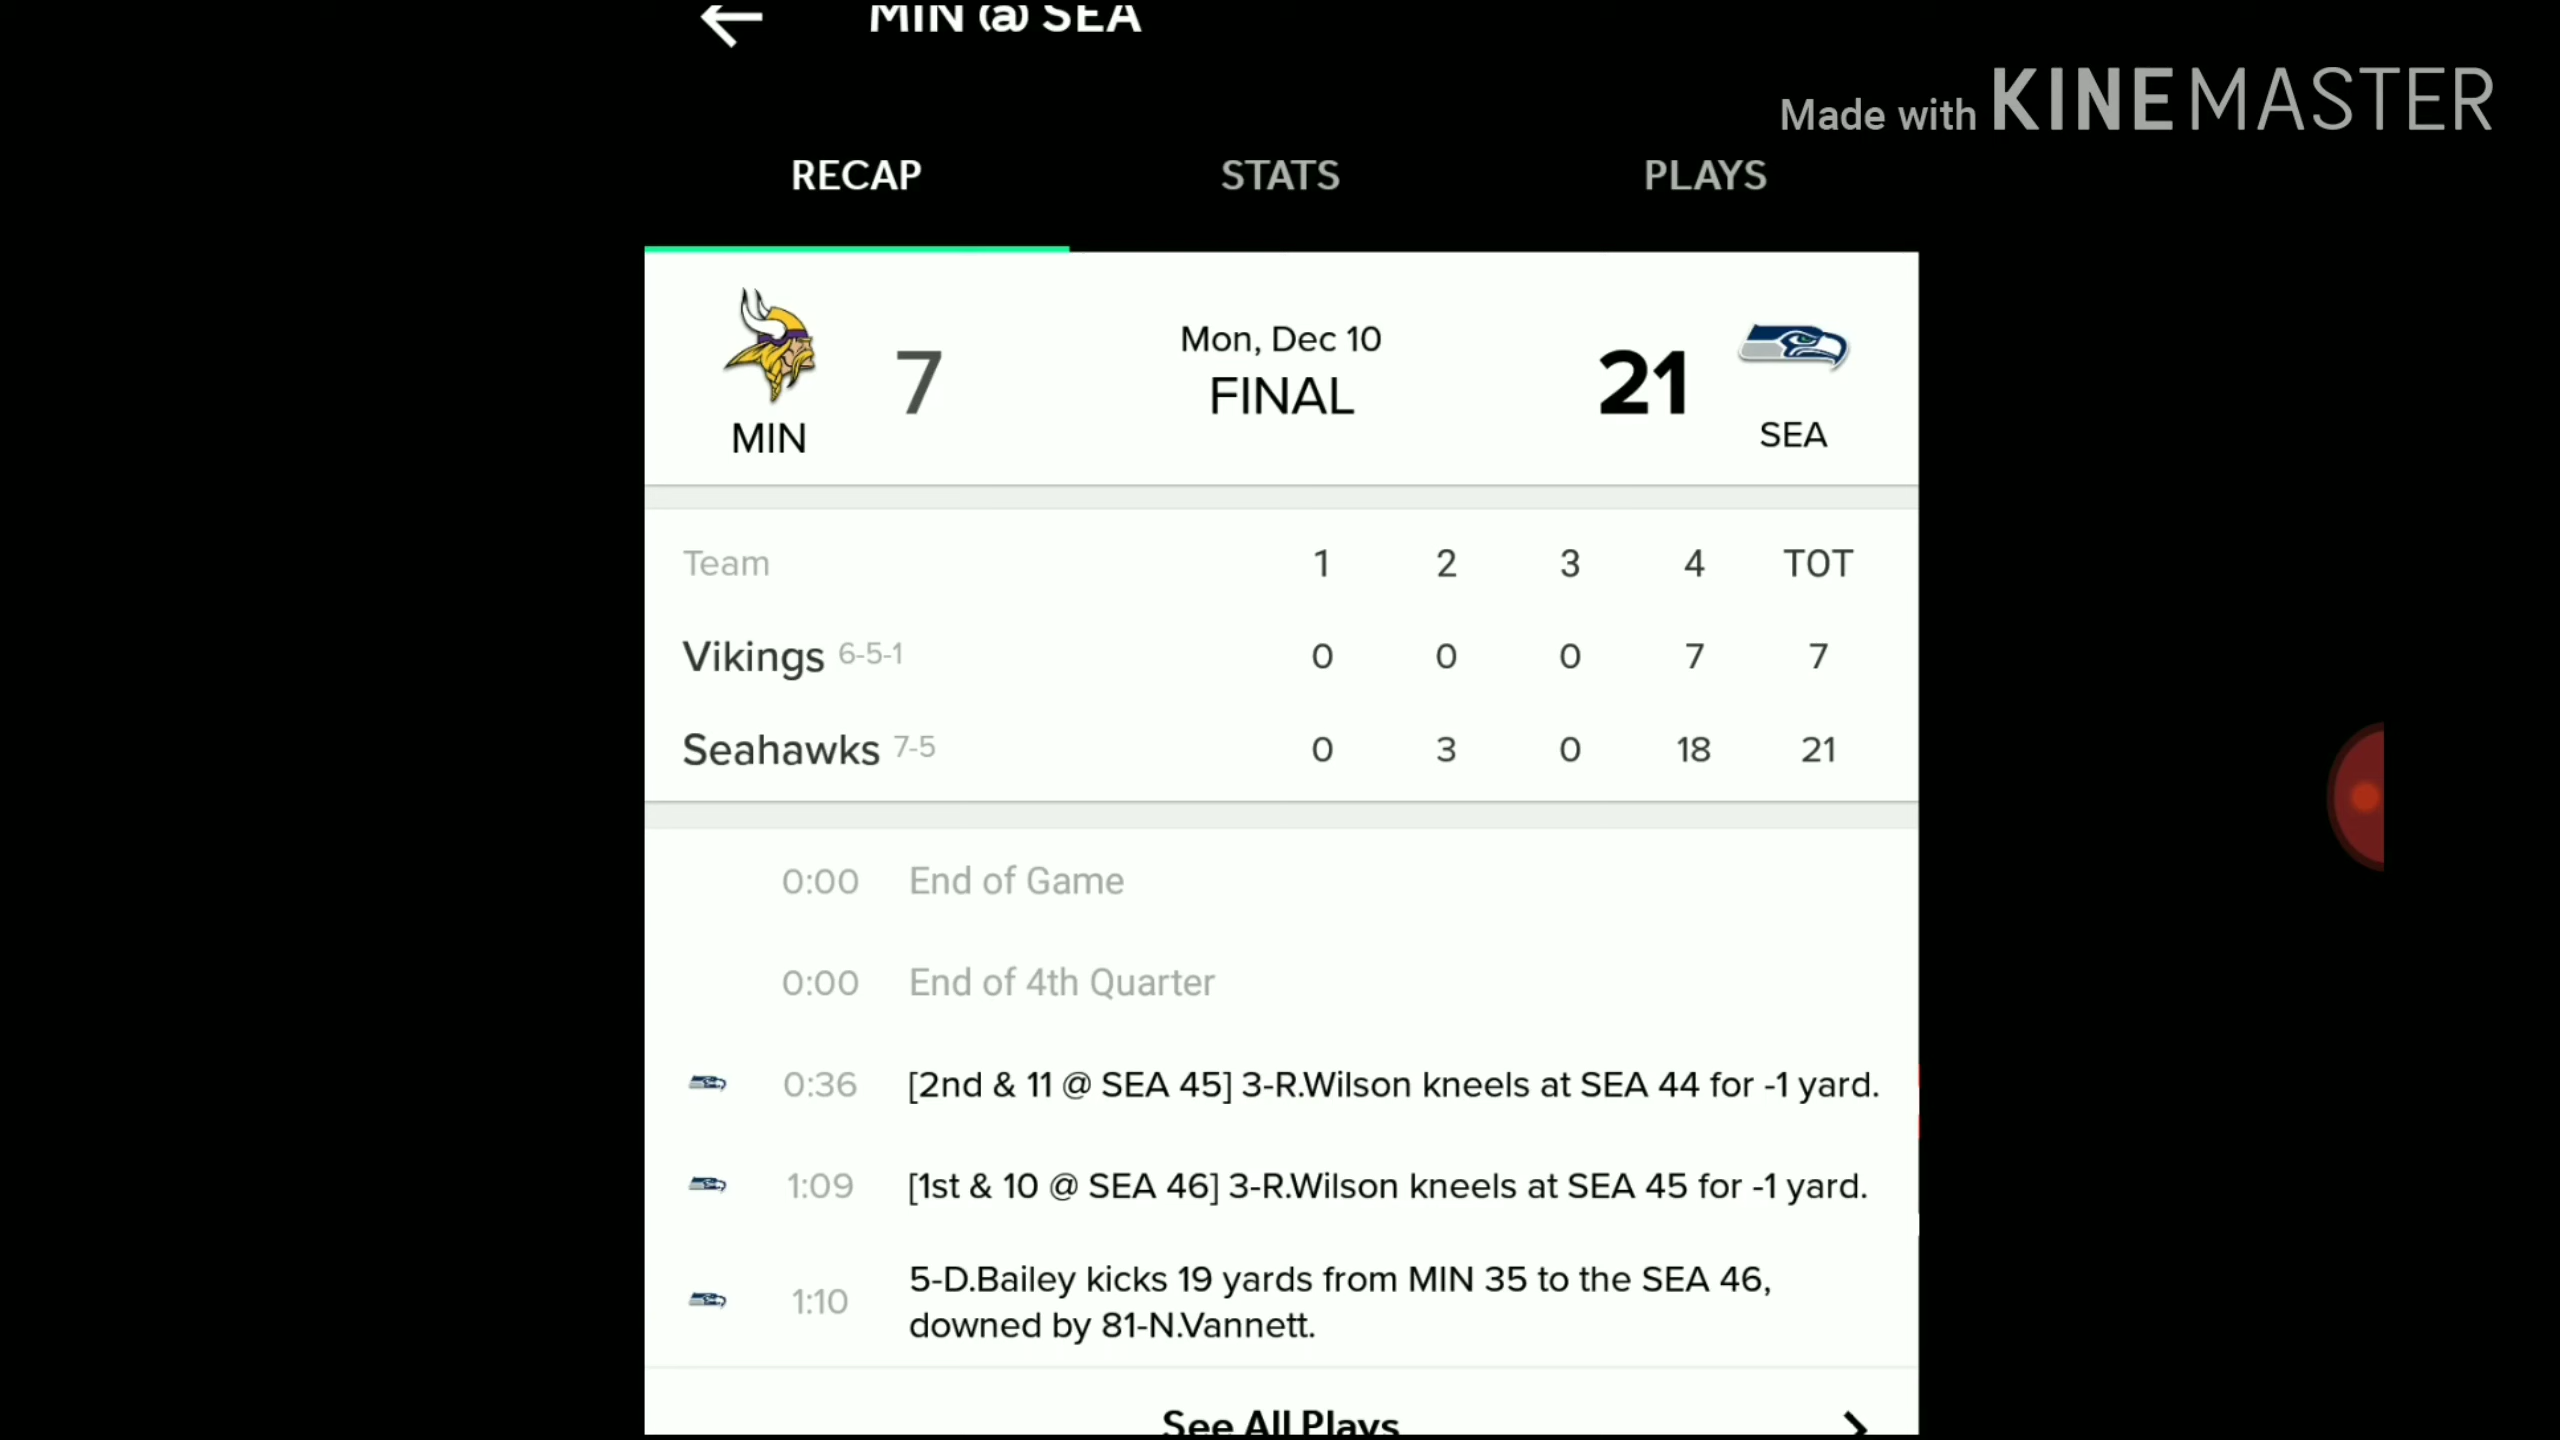 MIN @ SEA
Made with KINEMASTER
RECAP STATS PLAYS
7 Mon, Dec 10 21
FINAL
MIN SEA
Team 1 2 3 4 TOT
Vikings 6-5-1 0 0 0 7 7
Seahawks 7-5 0 3 0 18 21
0:00 End of Game
0:00 End of 4th Quarter
0:36 [2nd & 11 @ SEA 45] 3-R.Wilson kneels at SEA 44 for -1 yard.
1:09 [1st & 10 @ SEA 46] 3-R.Wilson kneels at SEA 45 for -1 yard.
1:10 5-D.Bailey kicks 19 yards from MIN 35 to the SEA 46,
downed by 81-N.Vannett.
See All Plays